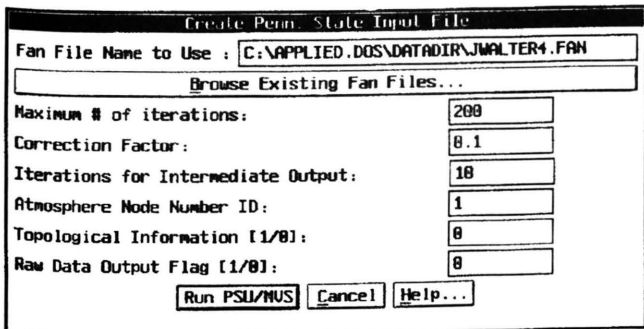 Create Penn. State Input File
Fan File Name to Use : C:\APPLIED.DOS\DATADIR\JWALTER4.FAN
Browse Existing Fan Files...
Maximum # of iterations: 200
Correction Factor: 0.1
Iterations for Intermediate Output: 10
Atmosphere Node Number ID: 1
Topological Information [1/0]: 0
Raw Data Output Flag [1/0]: 0
Run PSU/MVS Cancel Help...